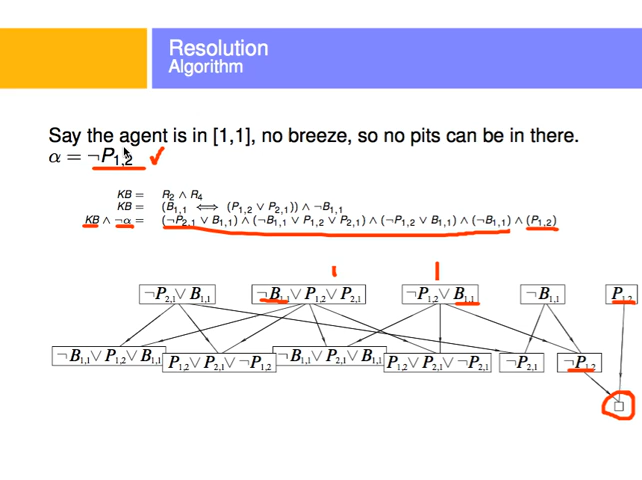 Resolution
Algorithm
Say the agent is in [1,1], no breeze, so no pits can be in there.
α = ¬P1,2
KB = R2 ∧ R4
KB = (B1,1 ⟺ (P1,2 ∨ P2,1)) ∧ ¬B1,1
KB ∧ ¬α = (¬P2,1 ∨ B1,1) ∧ (¬B1,1 ∨ P1,2 ∨ P2,1) ∧ (¬P1,2 ∨ B1,1) ∧ (¬B1,1) ∧ (P1,2)
¬P2,1 ∨ B1,1 ¬B1,1 ∨ P1,2 ∨ P2,1 ¬P1,2 ∨ B1,1 ¬B1,1 P1,2
¬B1,1 ∨ P1,2 ∨ B1,1 P1,2 ∨ P2,1 ∨ ¬P1,2 ¬B1,1 ∨ P2,1 ∨ B1,1 P1,2 ∨ P2,1 ∨ ¬P2,1 ¬P2,1 ¬P1,2